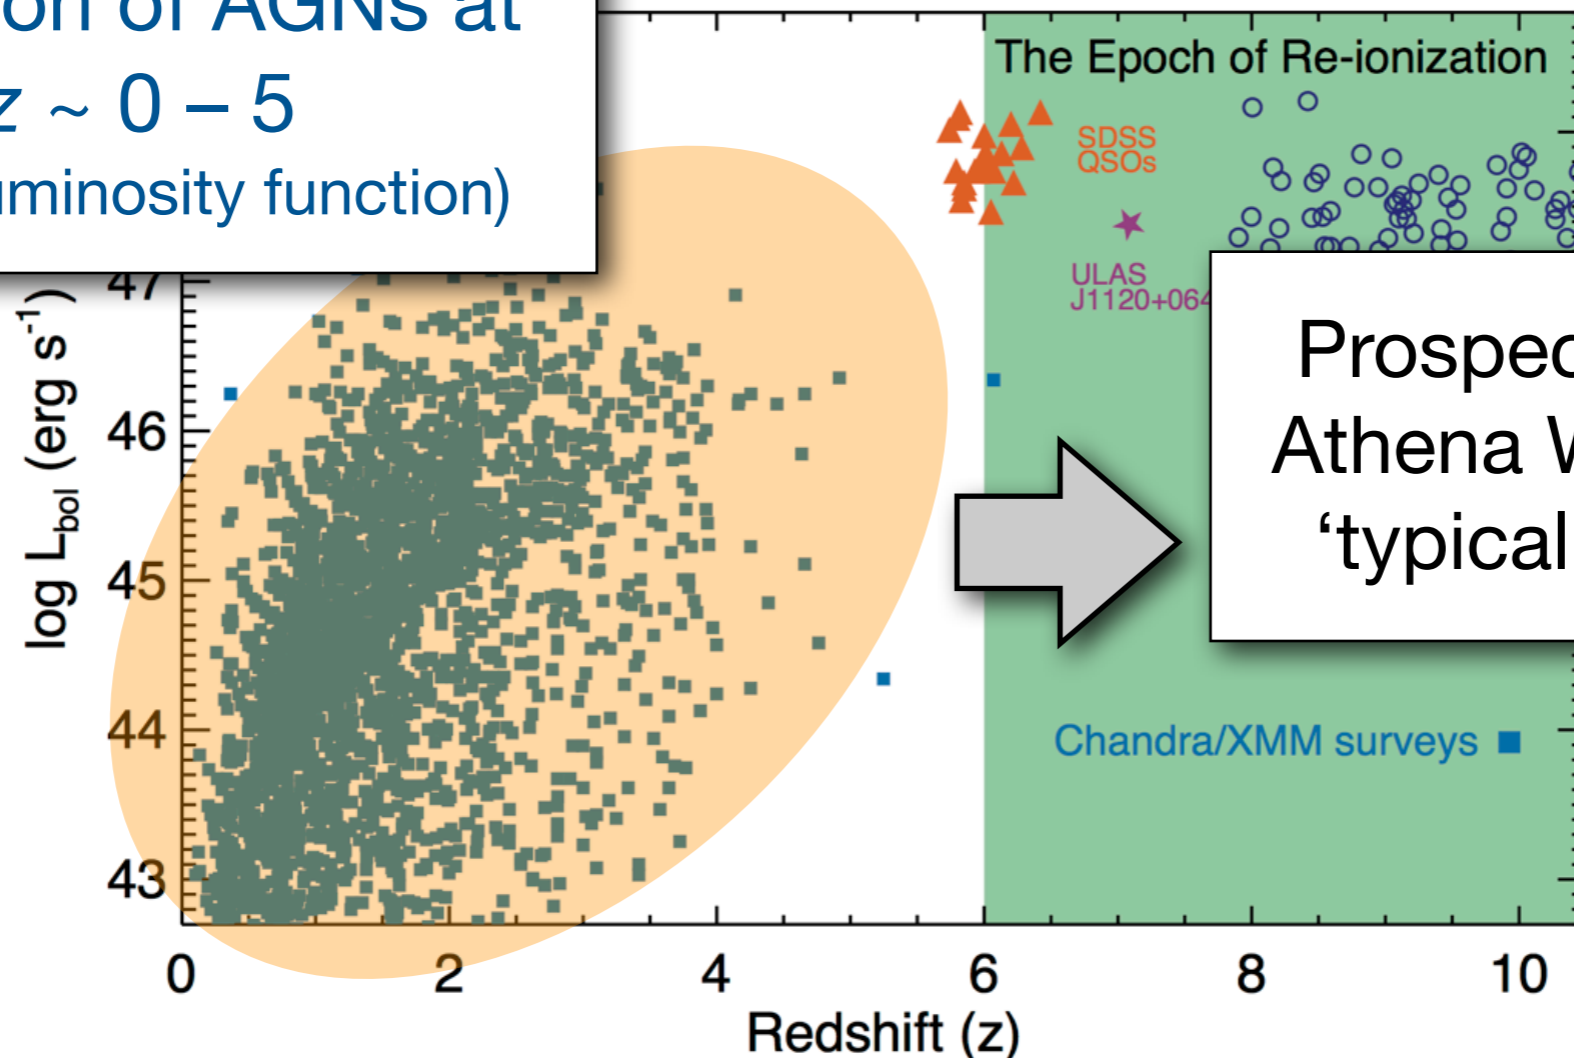 on of AGNs at
z ~ 0 – 5
uminosity function)
The Epoch of Re-ionization
SDSS
QSOs
ULAS
J1120+064
Prospec
Athena W
‘typical
Chandra/XMM surveys
log Lbol (erg s-1)
47
46
45
44
43
0 2 4 6 8 10
Redshift (z)